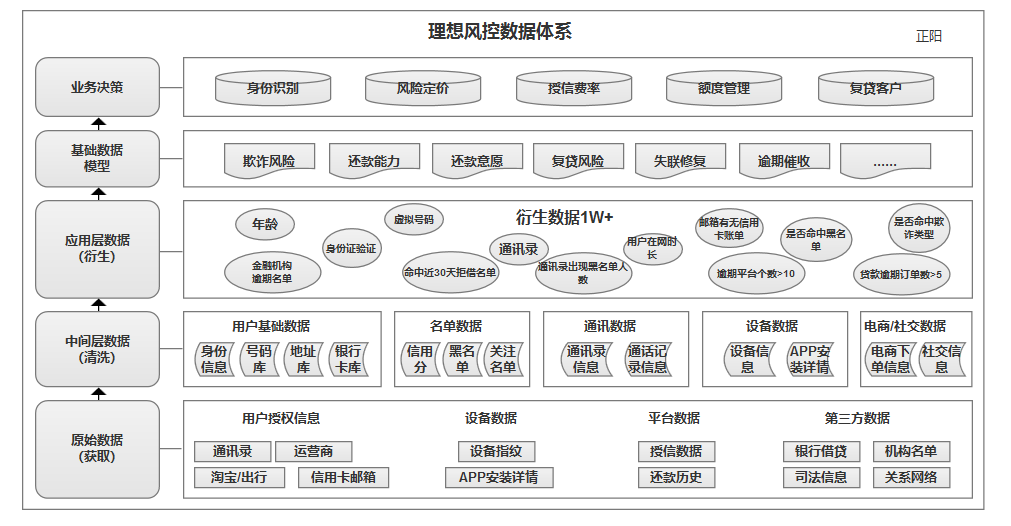 理想风控数据体系
正阳
业务决策
身份识别
风险定价
授信费率
额度管理
复贷客户
基础数据
模型
欺诈风险
还款能力
还款意愿
复贷风险
失联修复
逾期催收
......
应用层数据
(衍生)
衍生数据1W+
年龄
虚拟号码
身份证验证
金融机构
逾期名单
命中近30天拒借名单
通讯录
通讯录出现黑名单人
数
用户在网时
长
邮箱有无信用
卡账单
是否命中黑名
单
是否命中欺
诈类型
逾期平台个数>10
贷款逾期订单数>5
中间层数据
(清洗)
用户基础数据
身份
信息
号码
库
地址
库
银行
卡库
名单数据
信用
分
黑名
单
关注
名单
通讯数据
通讯录
信息
通话记
录信息
设备数据
设备信
息
APP安
装详情
电商/社交数据
电商下
单信息
社交信
息
原始数据
(获取)
用户授权信息
通讯录
运营商
淘宝/出行
信用卡邮箱
设备数据
设备指纹
APP安装详情
平台数据
授信数据
还款历史
第三方数据
银行借贷
机构名单
司法信息
关系网络